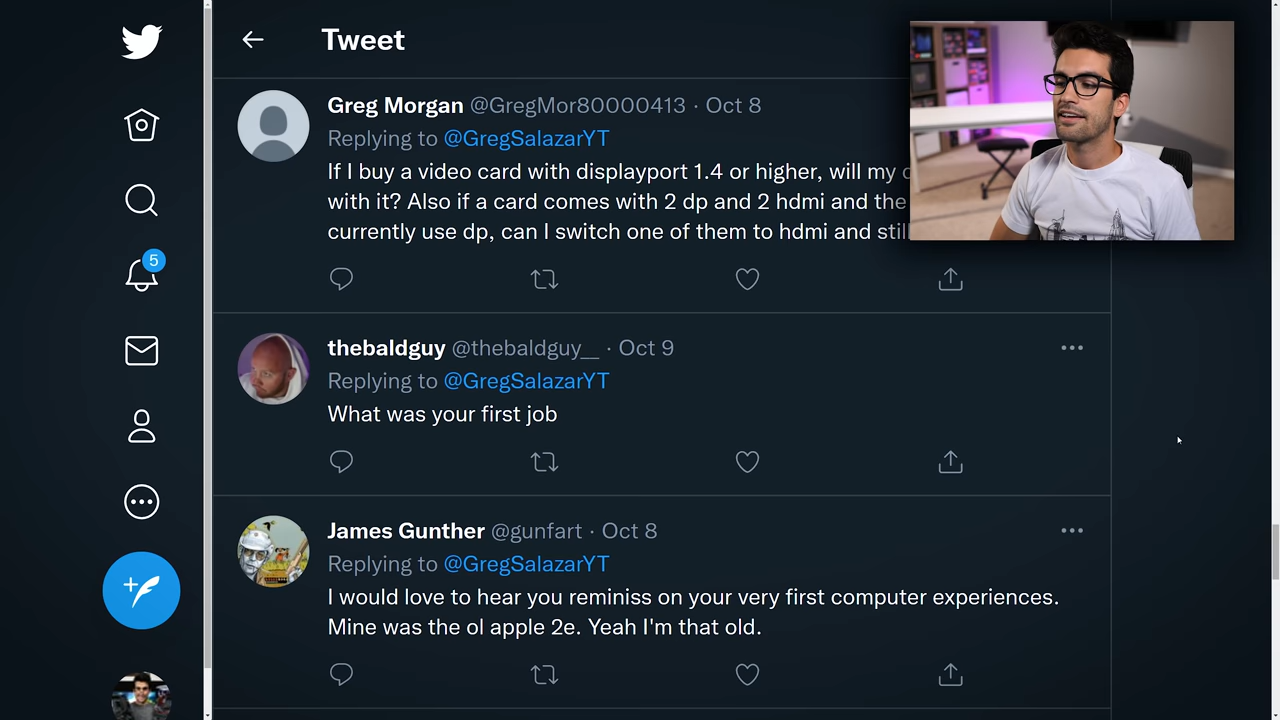 Tweet
Greg Morgan @GregMor80000413 · Oct 8
Replying to @GregSalazarYT
If I buy a video card with displayport 1.4 or higher, will my
with it? Also if a card comes with 2 dp and 2 hdmi and the
currently use dp, can I switch one of them to hdmi and still
5
thebaldguy @thebaldguy__ · Oct 9
Replying to @GregSalazarYT
What was your first job
James Gunther @gunfart · Oct 8
Replying to @GregSalazarYT
I would love to hear you reminiss on your very first computer experiences.
Mine was the ol apple 2e. Yeah I'm that old.